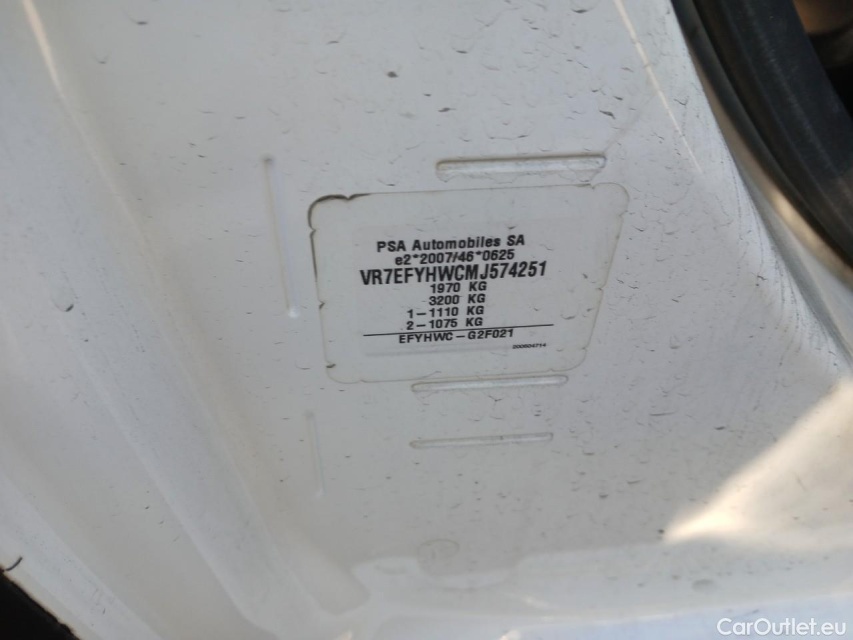 PSA Automobiles SA
e2*2007/46*0625
VR7EFYHWCMJ574251
1970 KG
3200 KG
1-1110 KG
2-1075 KG
EFYHWC-G2F021
200604714
CarOutlet.eu